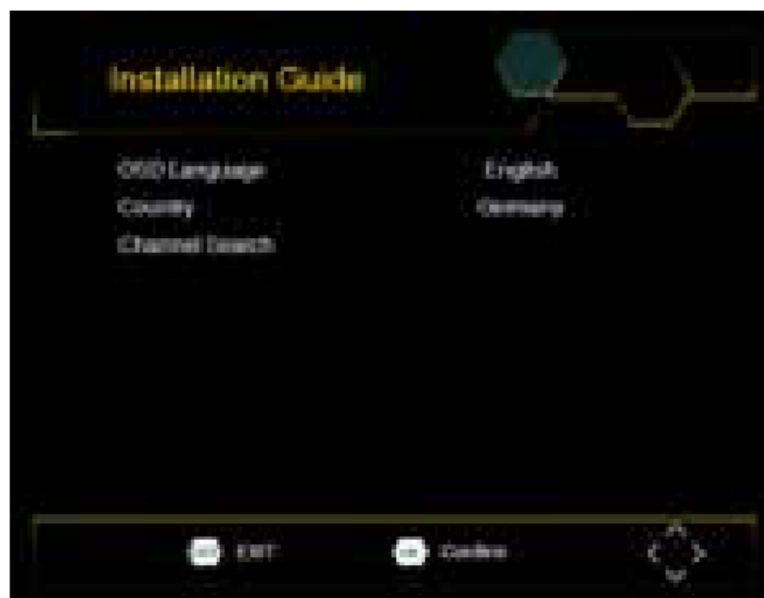 Installation Guide
OSD Language English
Country Germany
Channel Search
EXIT Confirm